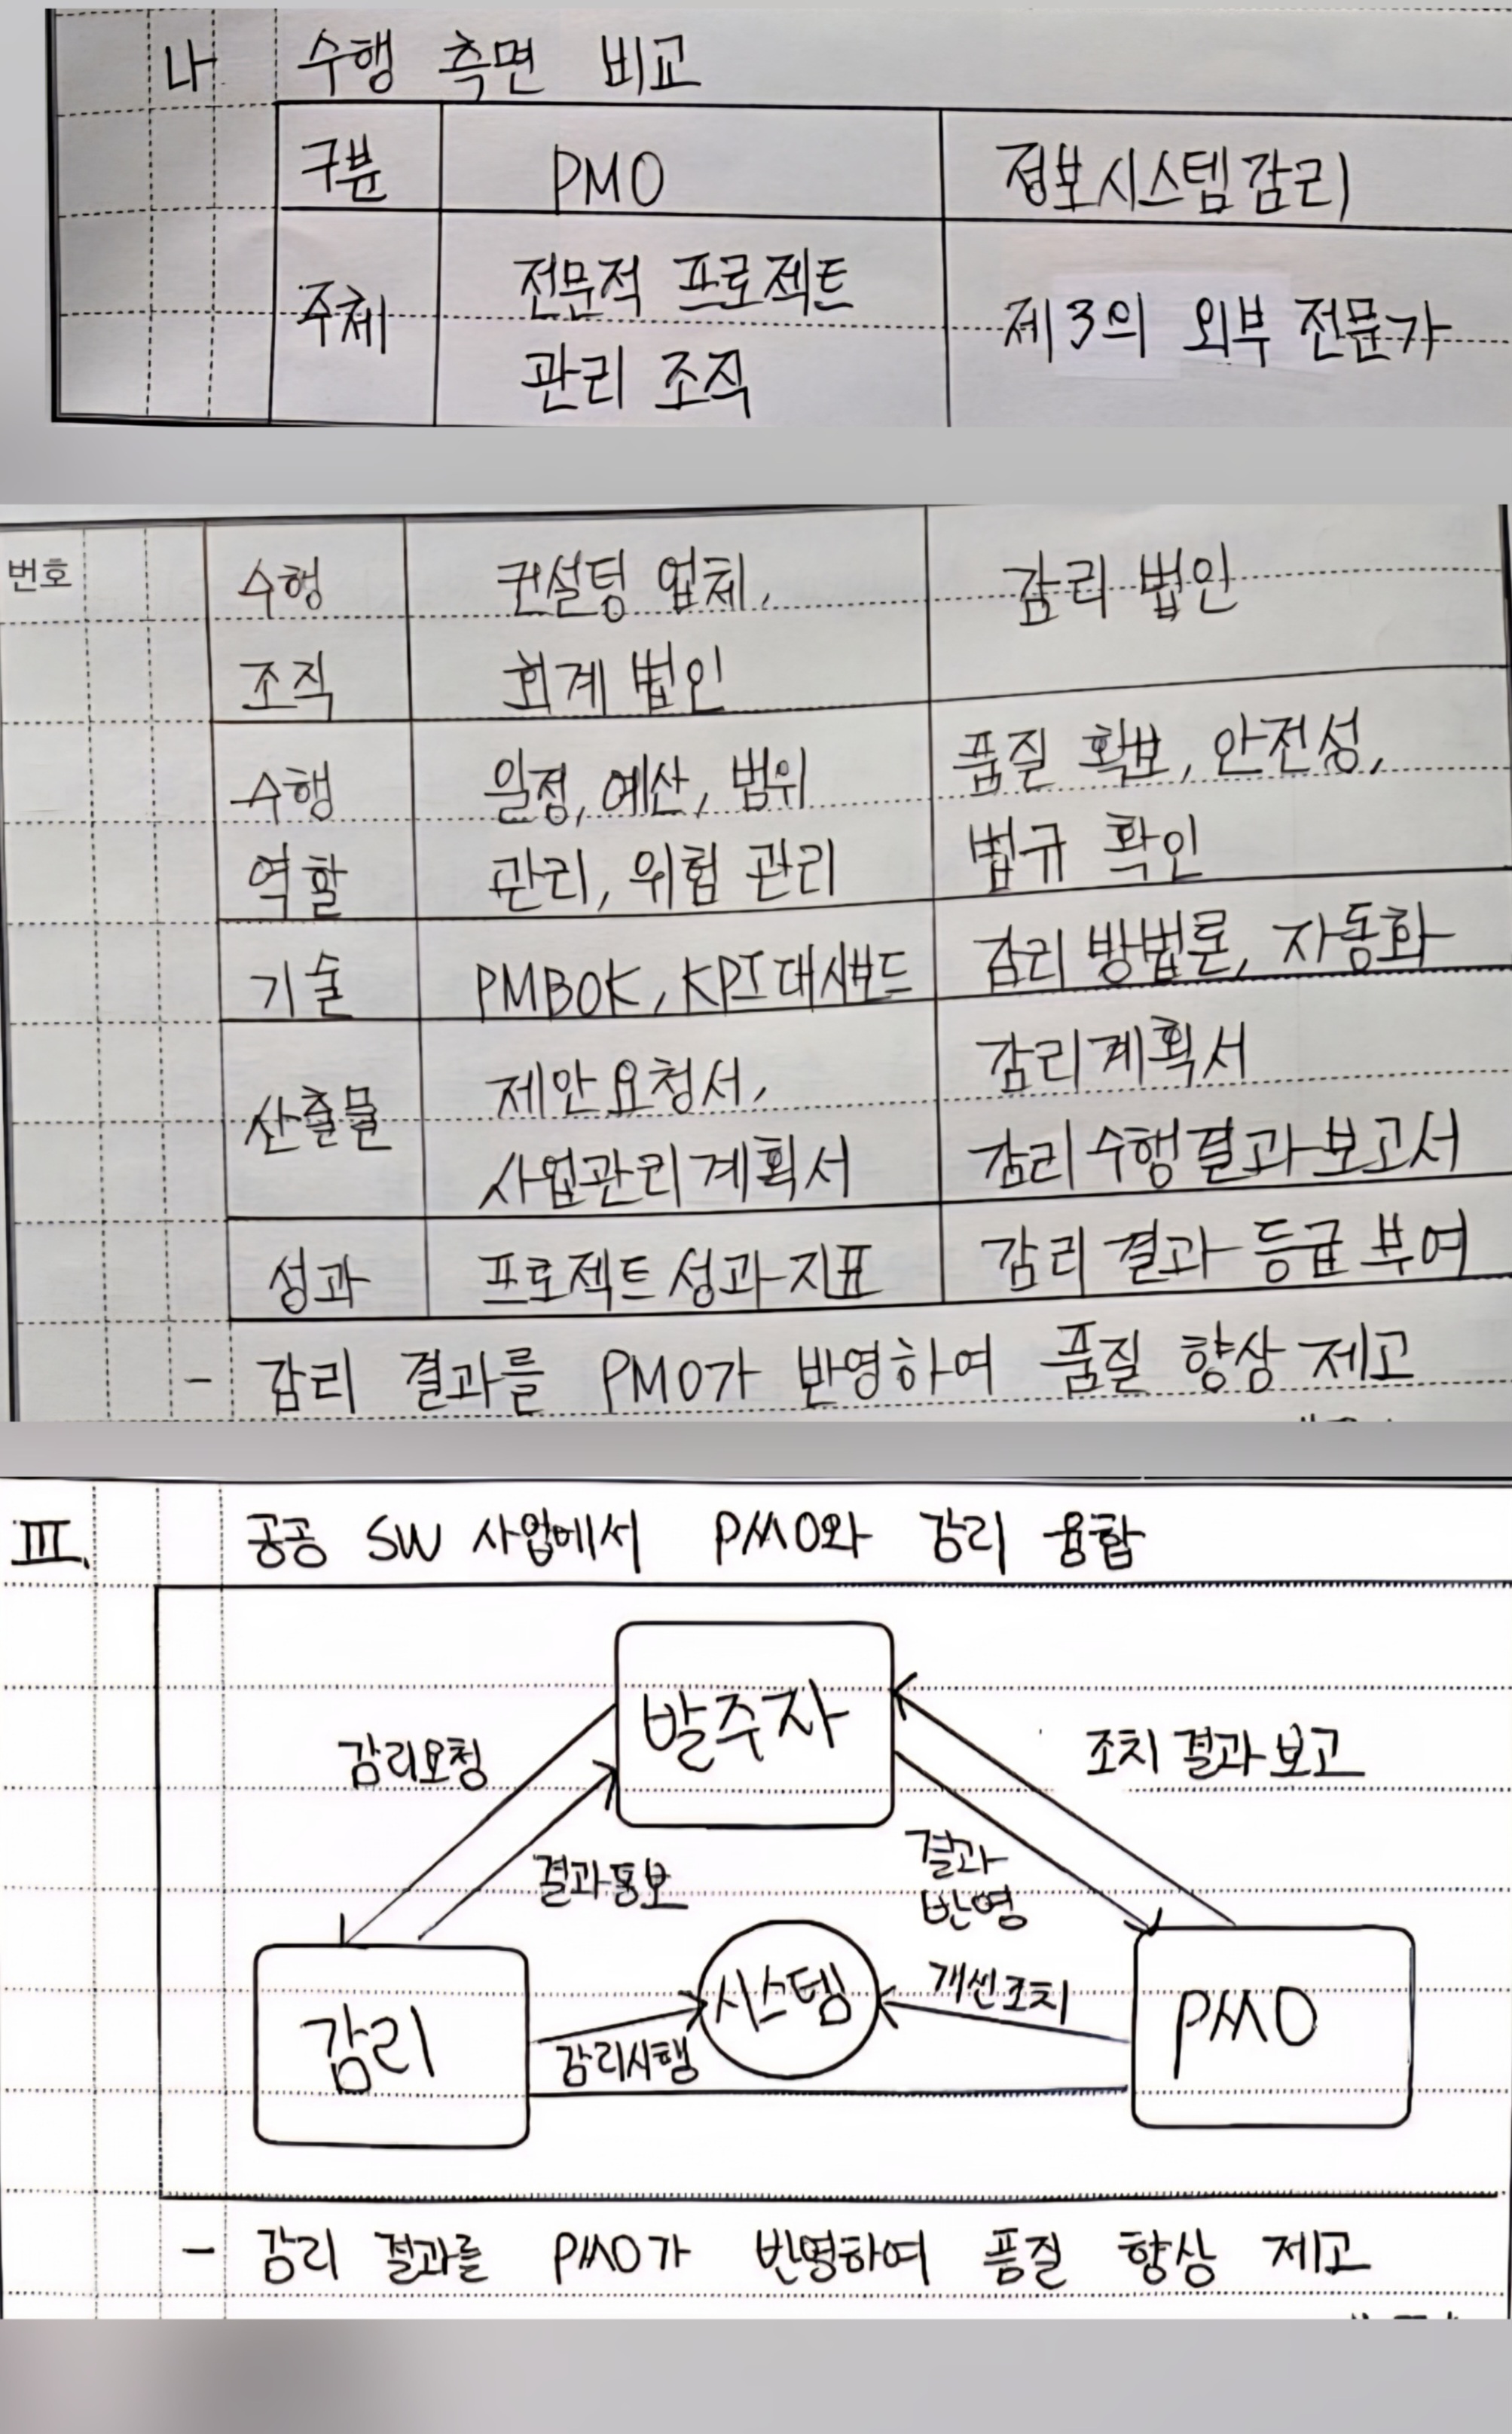 나 수행 측면 비교
구분 PMO 정보시스템감리
주체 전문적 프로젝트 관리 조직 제3의 외부 전문가
번호
수행 컨설팅 업체, 감리 법인
조직 회계 법인
수행 일정, 예산, 범위 품질 확보, 안전성,
역할 관리, 위험 관리 법규 확인
기술 PMBOK, KPI대시보드 감리 방법론, 자동화
산출물 제안요청서, 감리계획서
사업관리계획서 감리수행결과보고서
성과 프로젝트성과지표 감리결과 등급 부여
- 감리 결과를 PMO가 반영하여 품질 향상 제고
III. 공공 SW 사업에서 PMO와 감리 융합
발주자
감리요청
조치결과보고
결과통보
결과
반영
시스템
개선조치
감리
감리시행
PMO
- 감리 결과를 PMO가 반영하여 품질 향상 제고